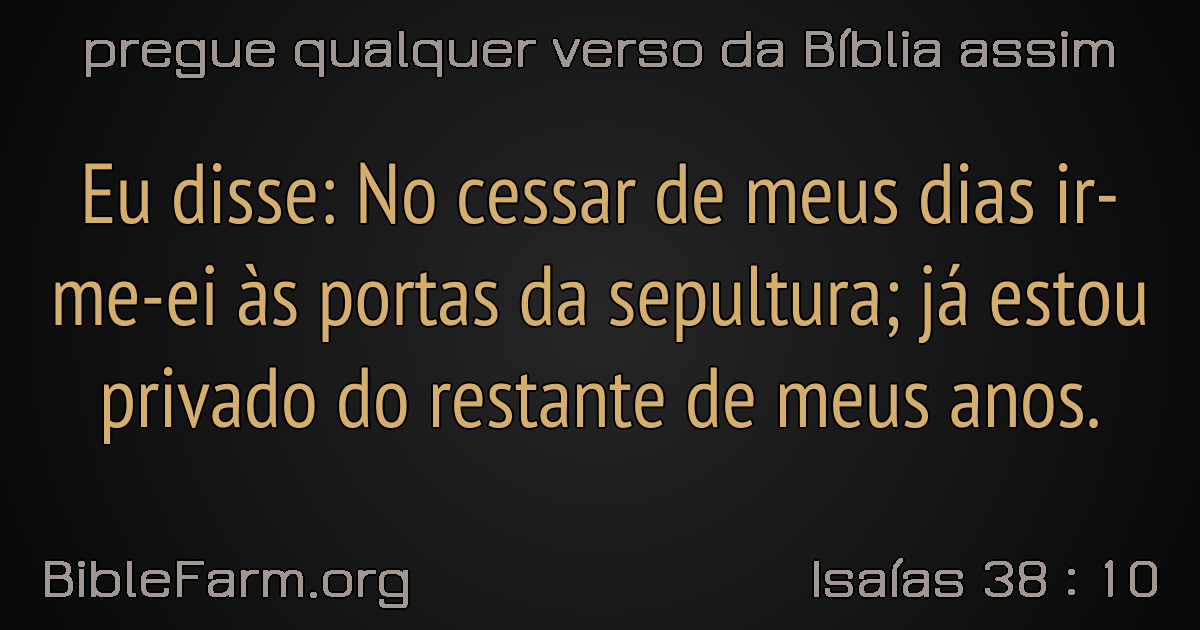 pregue qualquer verso da Bíblia assim
Eu disse: No cessar de meus dias ir-
me-ei às portas da sepultura; já estou
privado do restante de meus anos.
BibleFarm.org
Isaías 38 : 10